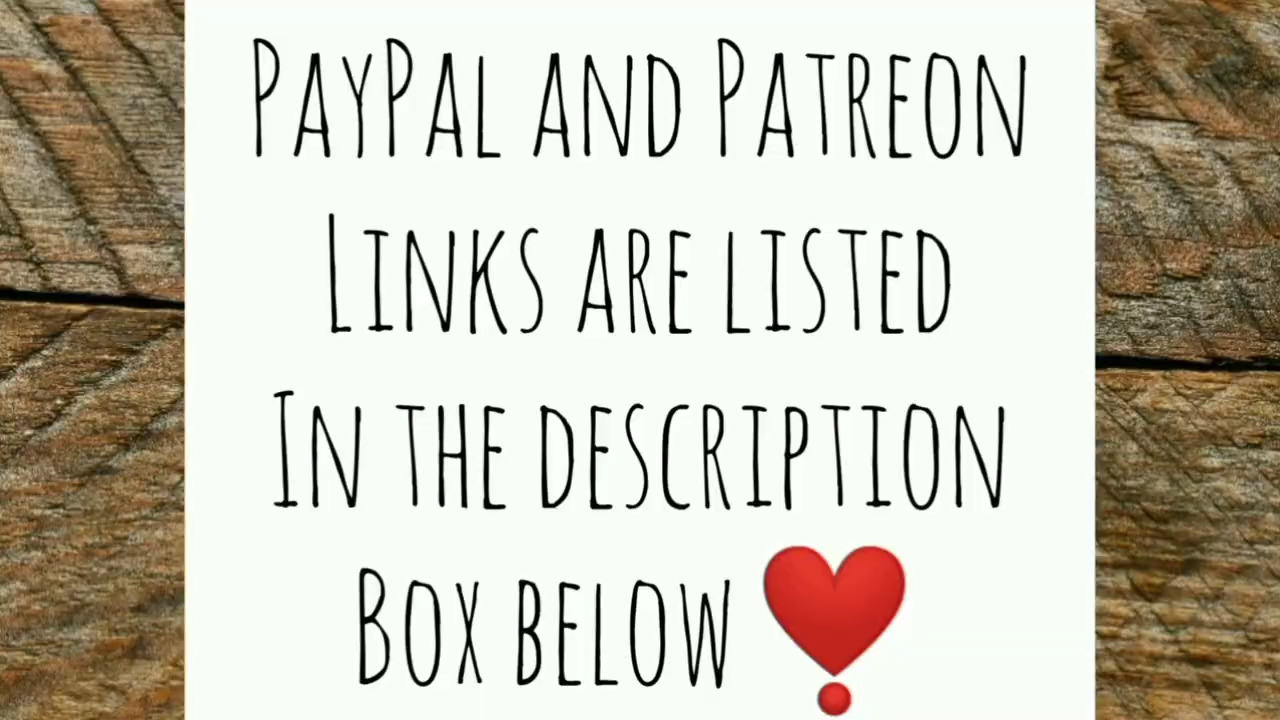 PayPal and Patreon
Links are listed
In the description
Box below ❣️